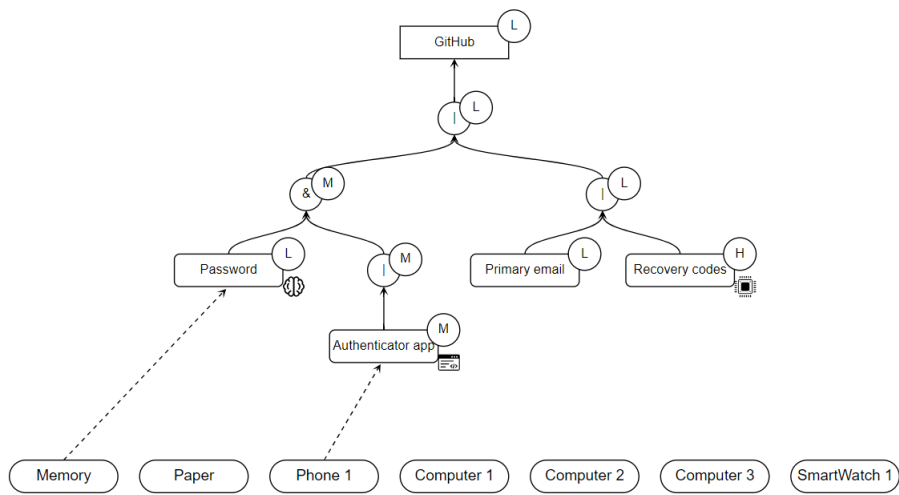 L
GitHub
| L
& M
| L
L
Password
M
|
L
Primary email
H
Recovery codes
M
Authenticator app
Memory
Paper
Phone 1
Computer 1
Computer 2
Computer 3
SmartWatch 1